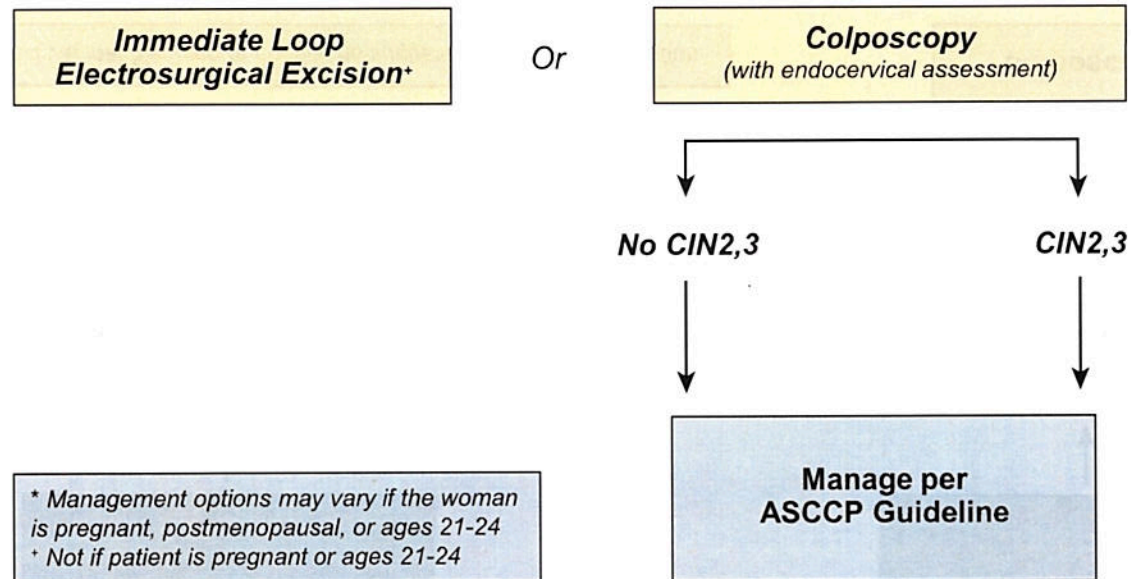 Immediate Loop
Electrosurgical Excision⁺
Or
Colposcopy
(with endocervical assessment)
No CIN2,3
CIN2,3
Manage per
ASCCP Guideline
* Management options may vary if the woman
is pregnant, postmenopausal, or ages 21-24
⁺ Not if patient is pregnant or ages 21-24